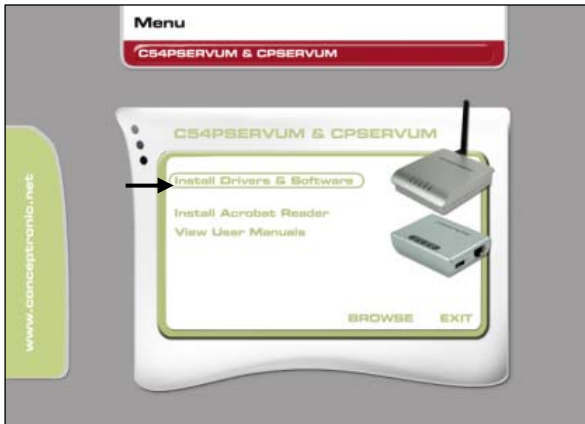 Menu
C54PSERVUM & CPSERVUM
C54PSERVUM & CPSERVUM
Install Drivers & Software
Install Acrobat Reader
View User Manuals
BROWSE EXIT
www.conceptronic.net